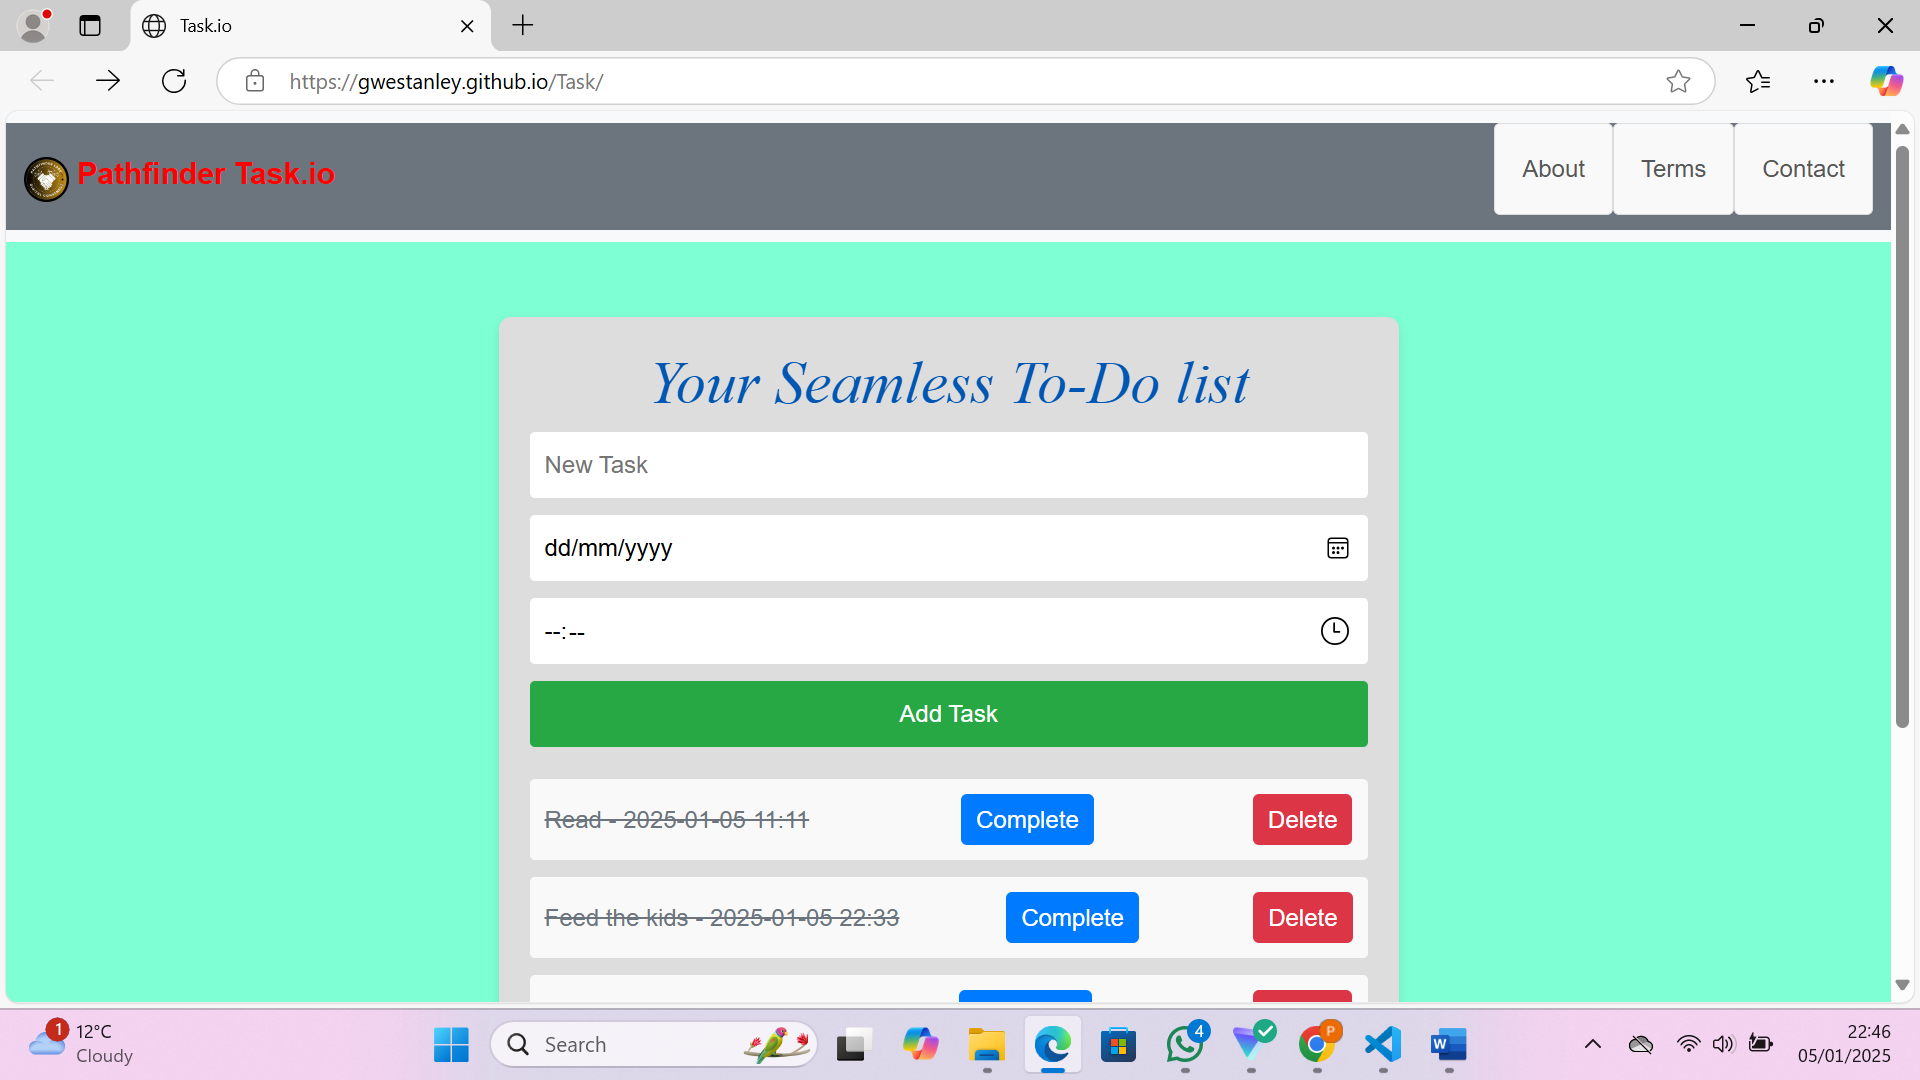 Task.io
https://gwestanley.github.io/Task/
Pathfinder Task.io
About
Terms
Contact
Your Seamless To-Do list
New Task
dd/mm/yyyy
--:--
Add Task
Read - 2025-01-05 11:11
Complete
Delete
Feed the kids - 2025-01-05 22:33
Complete
Delete
1
12°C
Cloudy
Search
4
P
W
22:46
05/01/2025